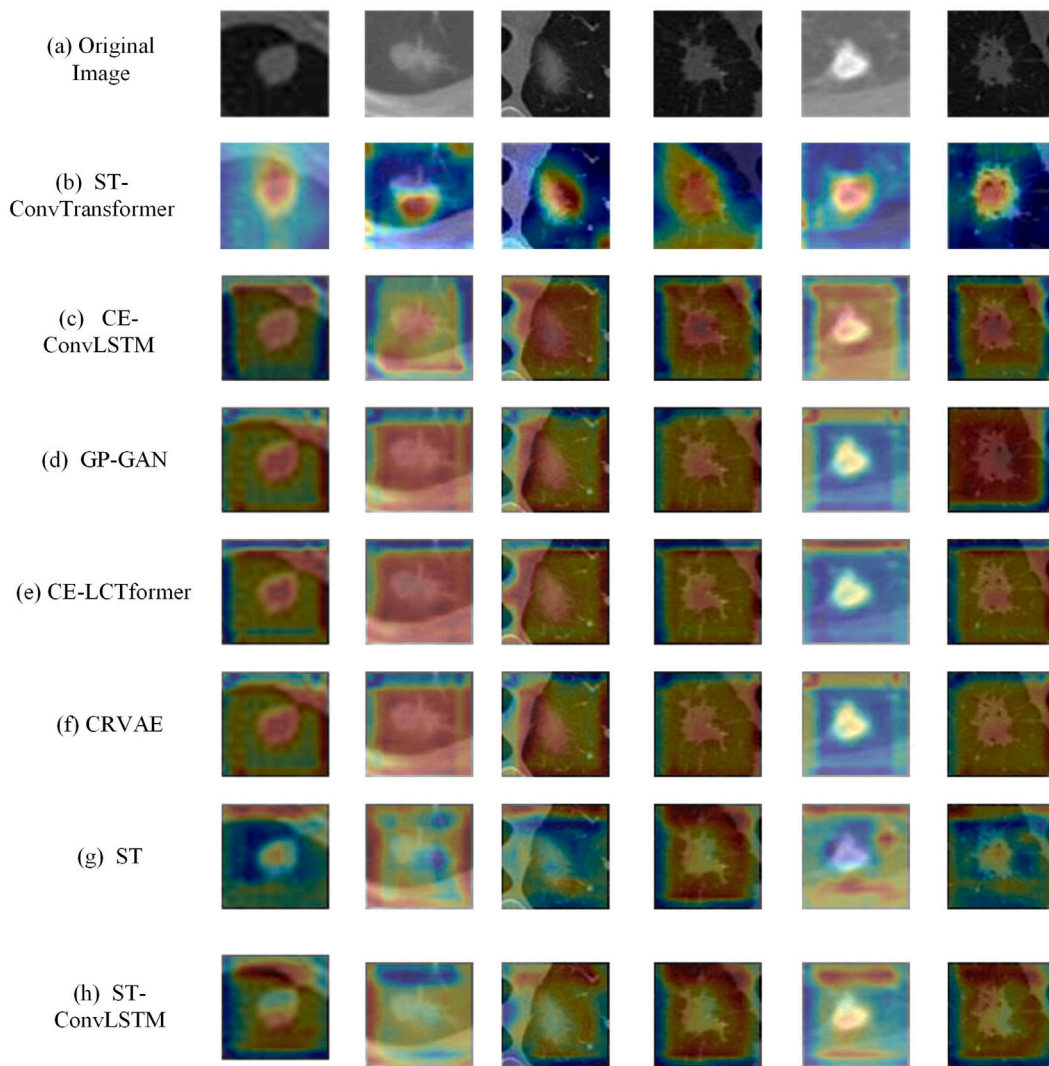 (a) Original
Image
(b) ST-
ConvTransformer
(c) CE-
ConvLSTM
(d) GP-GAN
(e) CE-LCTformer
(f) CRVAE
(g) ST
(h) ST-
ConvLSTM